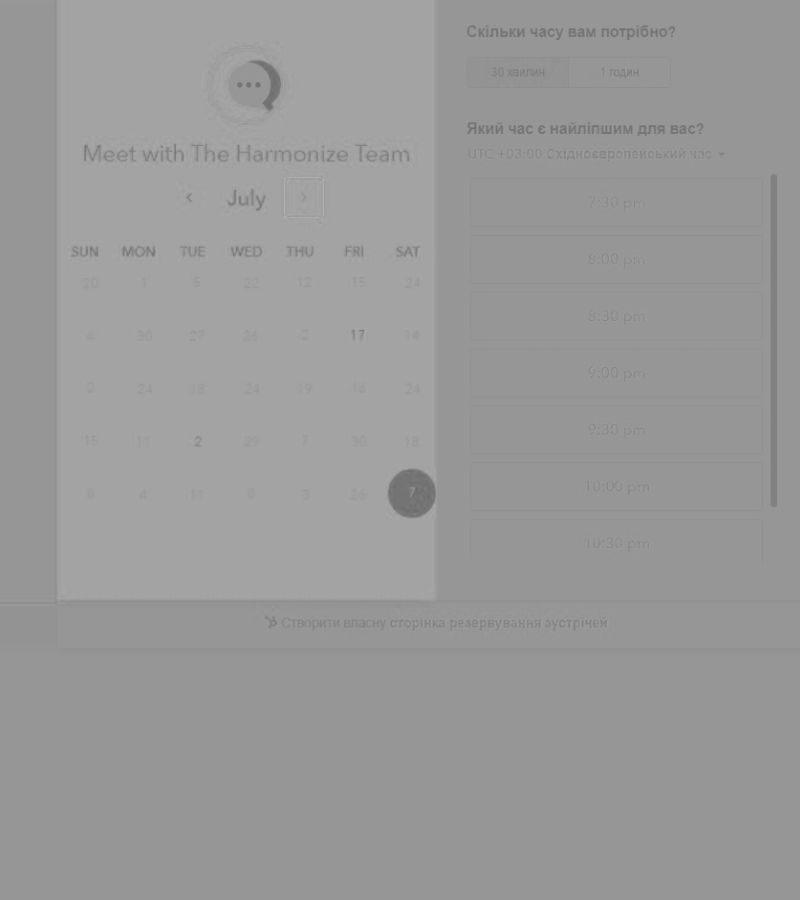 Meet with The Harmonize Team
July
SUN MON TUE WED THU FRI SAT
20 1 5 22 12 15 24
4 30 27 26 2 17 14
2 24 18 24 19 14 24
15 11 2 29 7 30 18
8 4 11 6 3 26 7
Скільки часу вам потрібно?
30 хвилин 1 годин
Який час є найліпшим для вас?
UTC +03:00 Східноєвропейський час
7:30 pm
8:00 pm
8:30 pm
9:00 pm
9:30 pm
10:00 pm
10:30 pm
Створити власну сторінка резервування зустрічей